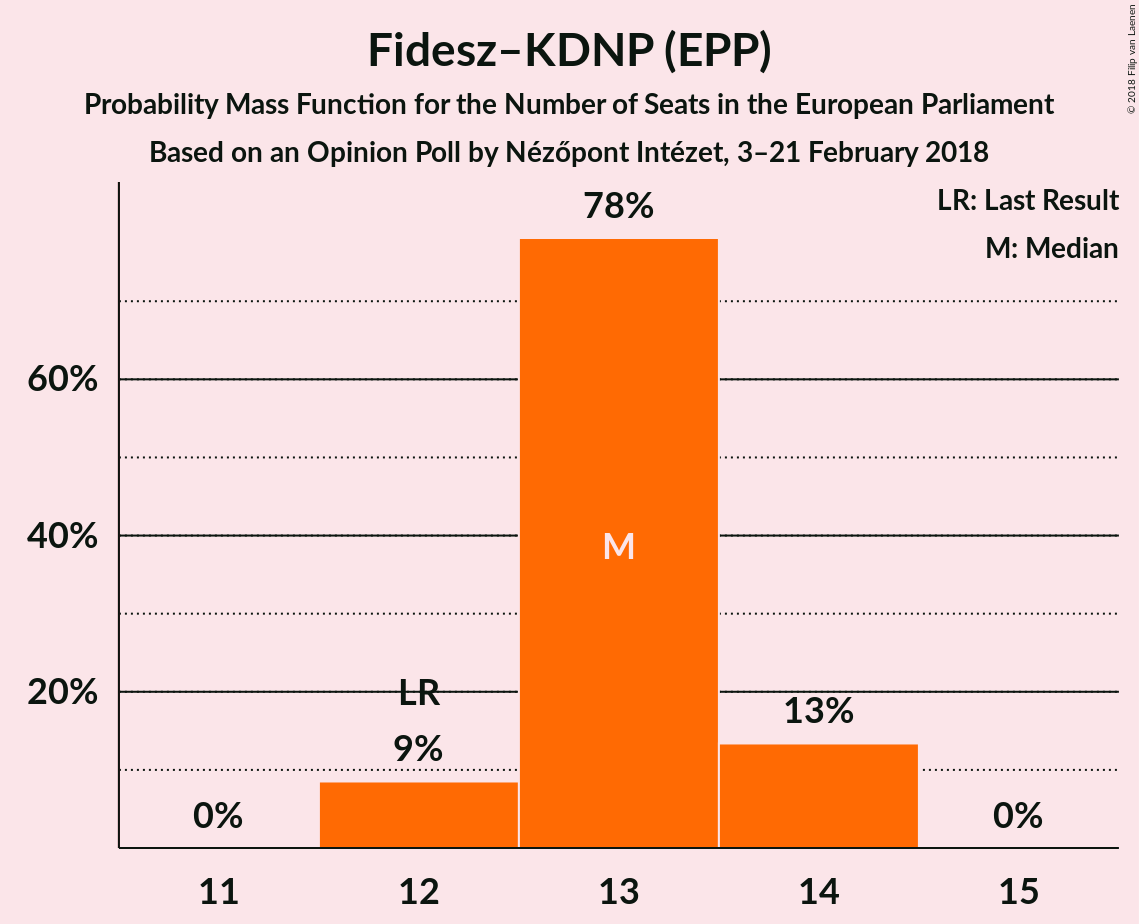 Fidesz–KDNP (EPP)
Probability Mass Function for the Number of Seats in the European Parliament
Based on an Opinion Poll by Nézőpont Intézet, 3–21 February 2018
© 2018 Filip van Laenen
LR: Last Result
M: Median
78%
60%
40%
M
20%
LR
13%
9%
0%
0%
11 12 13 14 15